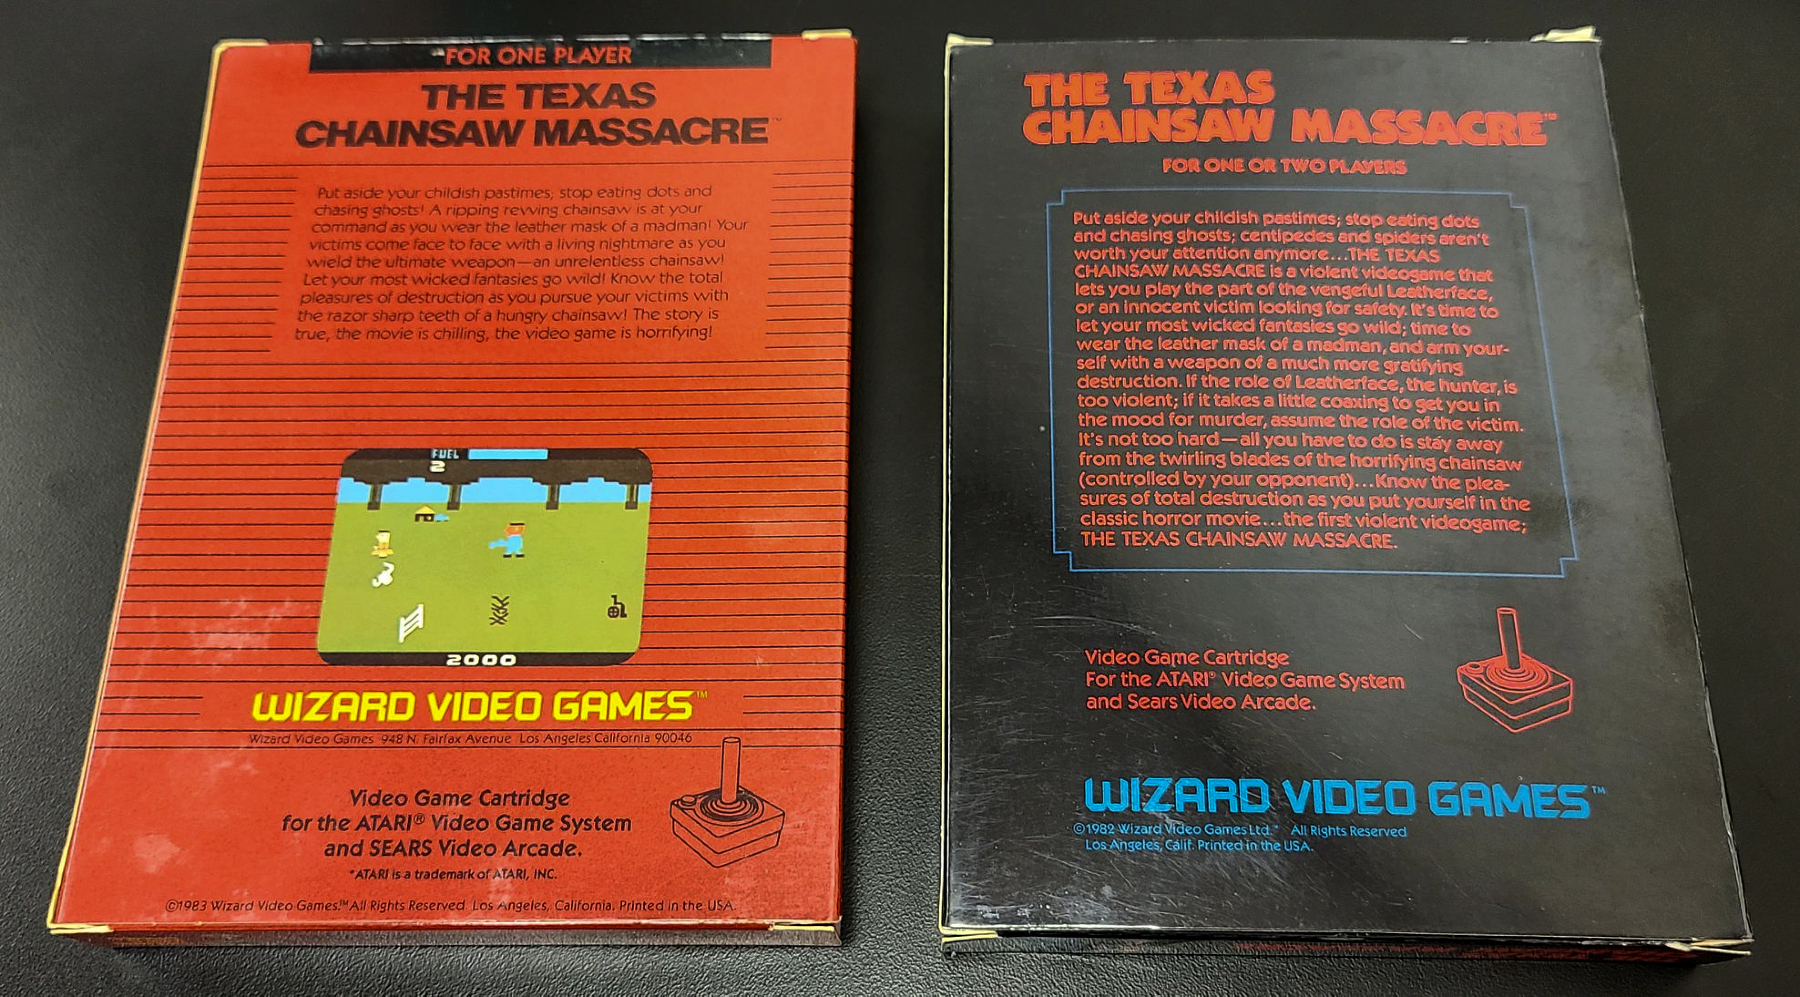 FOR ONE PLAYER
THE TEXAS
CHAINSAW MASSACRE™
Put aside your childish pastimes; stop eating dots and
chasing ghosts! A ripping revving chainsaw is at your
command as you wear the leather mask of a madman! Your
victims come face to face with a living nightmare as you
wield the ultimate weapon—an unrelentless chainsaw!
Let your most wicked fantasies go wild! Know the total
pleasures of destruction as you pursue your victims with
the razor sharp teeth of a hungry chainsaw! The story is
true, the movie is chilling, the video game is horrifying!
FUEL
2
2000
WIZARD VIDEO GAMES™
Wizard Video Games 948 N. Fairfax Avenue Los Angeles California 90046
Video Game Cartridge
for the ATARI® Video Game System
and SEARS Video Arcade.
*ATARI is a trademark of ATARI, INC.
©1983 Wizard Video Games.™ All Rights Reserved. Los Angeles, California. Printed in the USA.
THE TEXAS
CHAINSAW MASSACRE™
FOR ONE OR TWO PLAYERS
Put aside your childish pastimes; stop eating dots
and chasing ghosts; centipedes and spiders aren't
worth your attention anymore...THE TEXAS
CHAINSAW MASSACRE is a violent videogame that
lets you play the part of the vengeful Leatherface,
or an innocent victim looking for safety. It's time to
let your most wicked fantasies go wild; time to
wear the leather mask of a madman, and arm your-
self with a weapon of a much more gratifying
destruction. If the role of Leatherface, the hunter, is
too violent; if it takes a little coaxing to get you in
the mood for murder, assume the role of the victim.
It's not too hard—all you have to do is stay away
from the twirling blades of the horrifying chainsaw
(controlled by your opponent)...Know the plea-
sures of total destruction as you put yourself in the
classic horror movie...the first violent videogame;
THE TEXAS CHAINSAW MASSACRE.
Video Game Cartridge
For the ATARI® Video Game System
and Sears Video Arcade.
WIZARD VIDEO GAMES™
©1982 Wizard Video Games Ltd.™ All Rights Reserved
Los Angeles, Calif. Printed in the USA.